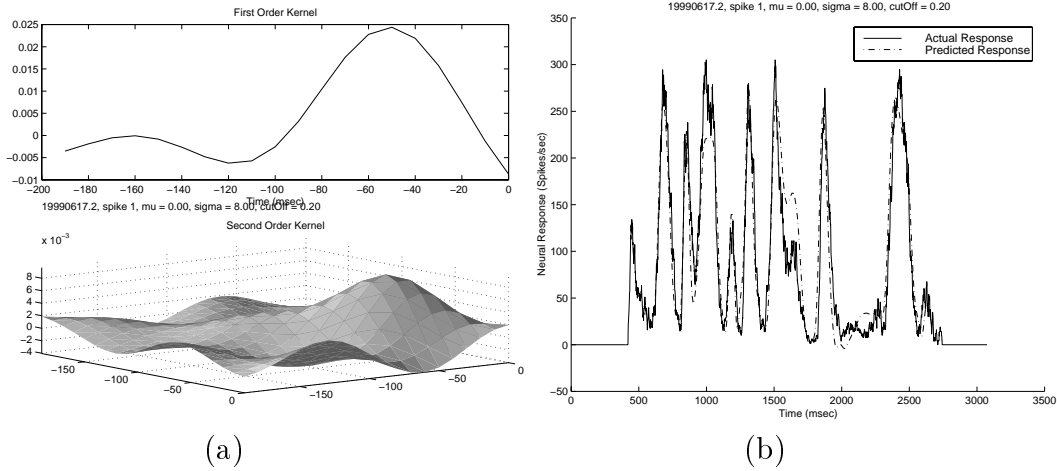 First Order Kernel
0.025
0.02
0.015
0.01
0.005
0
−0.005
−0.01
−200 −180 −160 −140 −120 −100 −80 −60 −40 −20 0
Time (msec)
19990617.2, spike 1, mu = 0.00, sigma = 8.00, cutOff = 0.20
Second Order Kernel
x 10−3
8
6
4
2
0
−2
−4
−150
−100
−50
0
−150
−100
−50
0
(a)
19990617.2, spike 1, mu = 0.00, sigma = 8.00, cutOff = 0.20
Actual Response
Predicted Response
350
300
250
200
150
100
50
0
−50
Neural Response (Spikes/sec)
0 500 1000 1500 2000 2500 3000 3500
Time (msec)
(b)